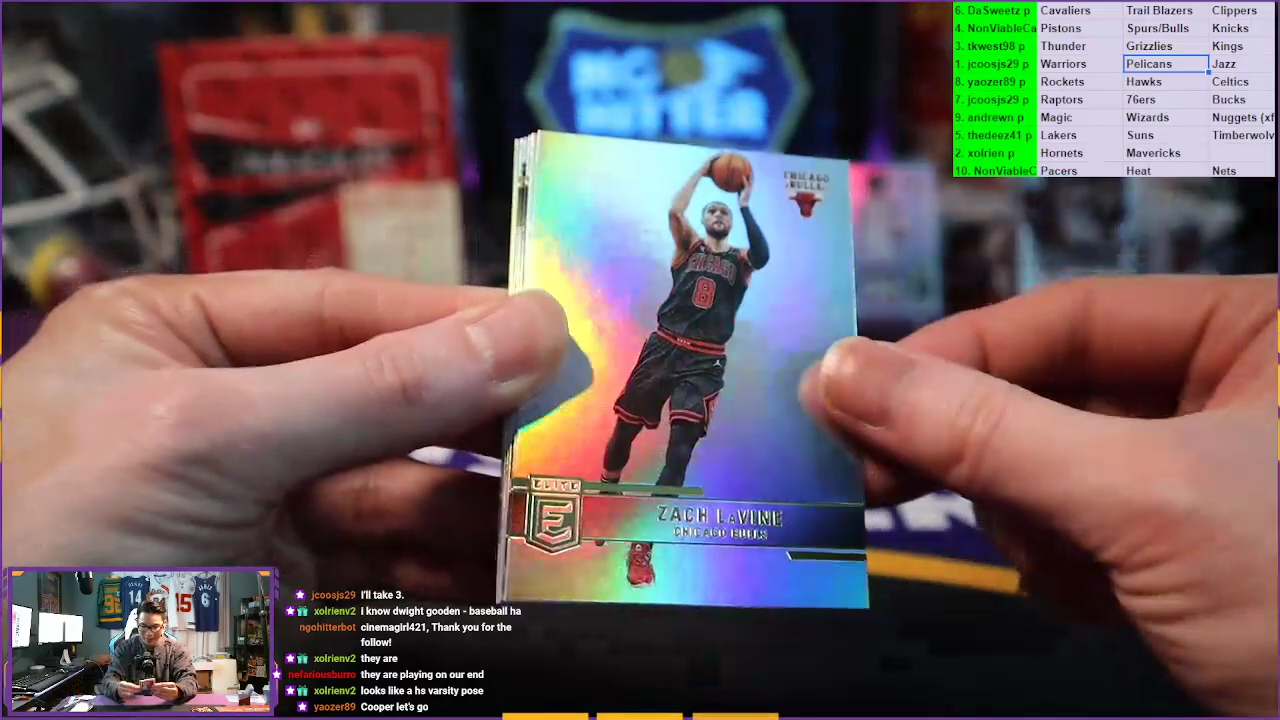 6. DaSweetz p Cavaliers Trail Blazers Clippers
4. NonViableCa Pistons Spurs/Bulls Knicks
3. tkwest98 p Thunder Grizzlies Kings
1. jcoosjs29 p Warriors Pelicans Jazz
8. yaozer89 p Rockets Hawks Celtics
7. jcoosjs29 p Raptors 76ers Bucks
9. andrewn p Magic Wizards Nuggets (xf
5. thedeez41 p Lakers Suns Timberwolv
2. xolrien p Hornets Mavericks
10. NonViableC Pacers Heat Nets
CHICAGO
BULLS
CHICAGO
8
ELITE
E
ZACH LaVINE
CHICAGO BULLS
jcoosjs29 I'll take 3.
xolrienv2 i know dwight gooden - baseball ha
ngohitterbot cinemagirl421, Thank you for the
follow!
xolrienv2 they are
nefariousburro they are playing on our end
xolrienv2 looks like a hs varsity pose
yaozer89 Cooper let's go